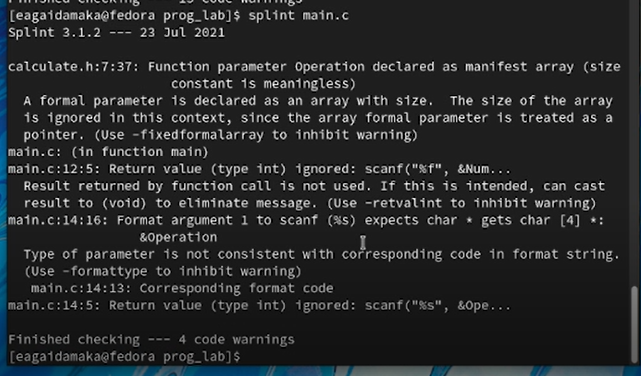 Finished checking --- 15 code warnings
[eagaidamaka@fedora prog_lab]$ splint main.c
Splint 3.1.2 --- 23 Jul 2021
calculate.h:7:37: Function parameter Operation declared as manifest array (size
constant is meaningless)
A formal parameter is declared as an array with size.  The size of the array
is ignored in this context, since the array formal parameter is treated as a
pointer. (Use -fixedformalarray to inhibit warning)
main.c: (in function main)
main.c:12:5: Return value (type int) ignored: scanf("%f", &Num...
Result returned by function call is not used. If this is intended, can cast
result to (void) to eliminate message. (Use -retvalint to inhibit warning)
main.c:14:16: Format argument 1 to scanf (%s) expects char * gets char [4] *:
&Operation
Type of parameter is not consistent with corresponding code in format string.
(Use -formattype to inhibit warning)
main.c:14:13: Corresponding format code
main.c:14:5: Return value (type int) ignored: scanf("%s", &Ope...
Finished checking --- 4 code warnings
[eagaidamaka@fedora prog_lab]$